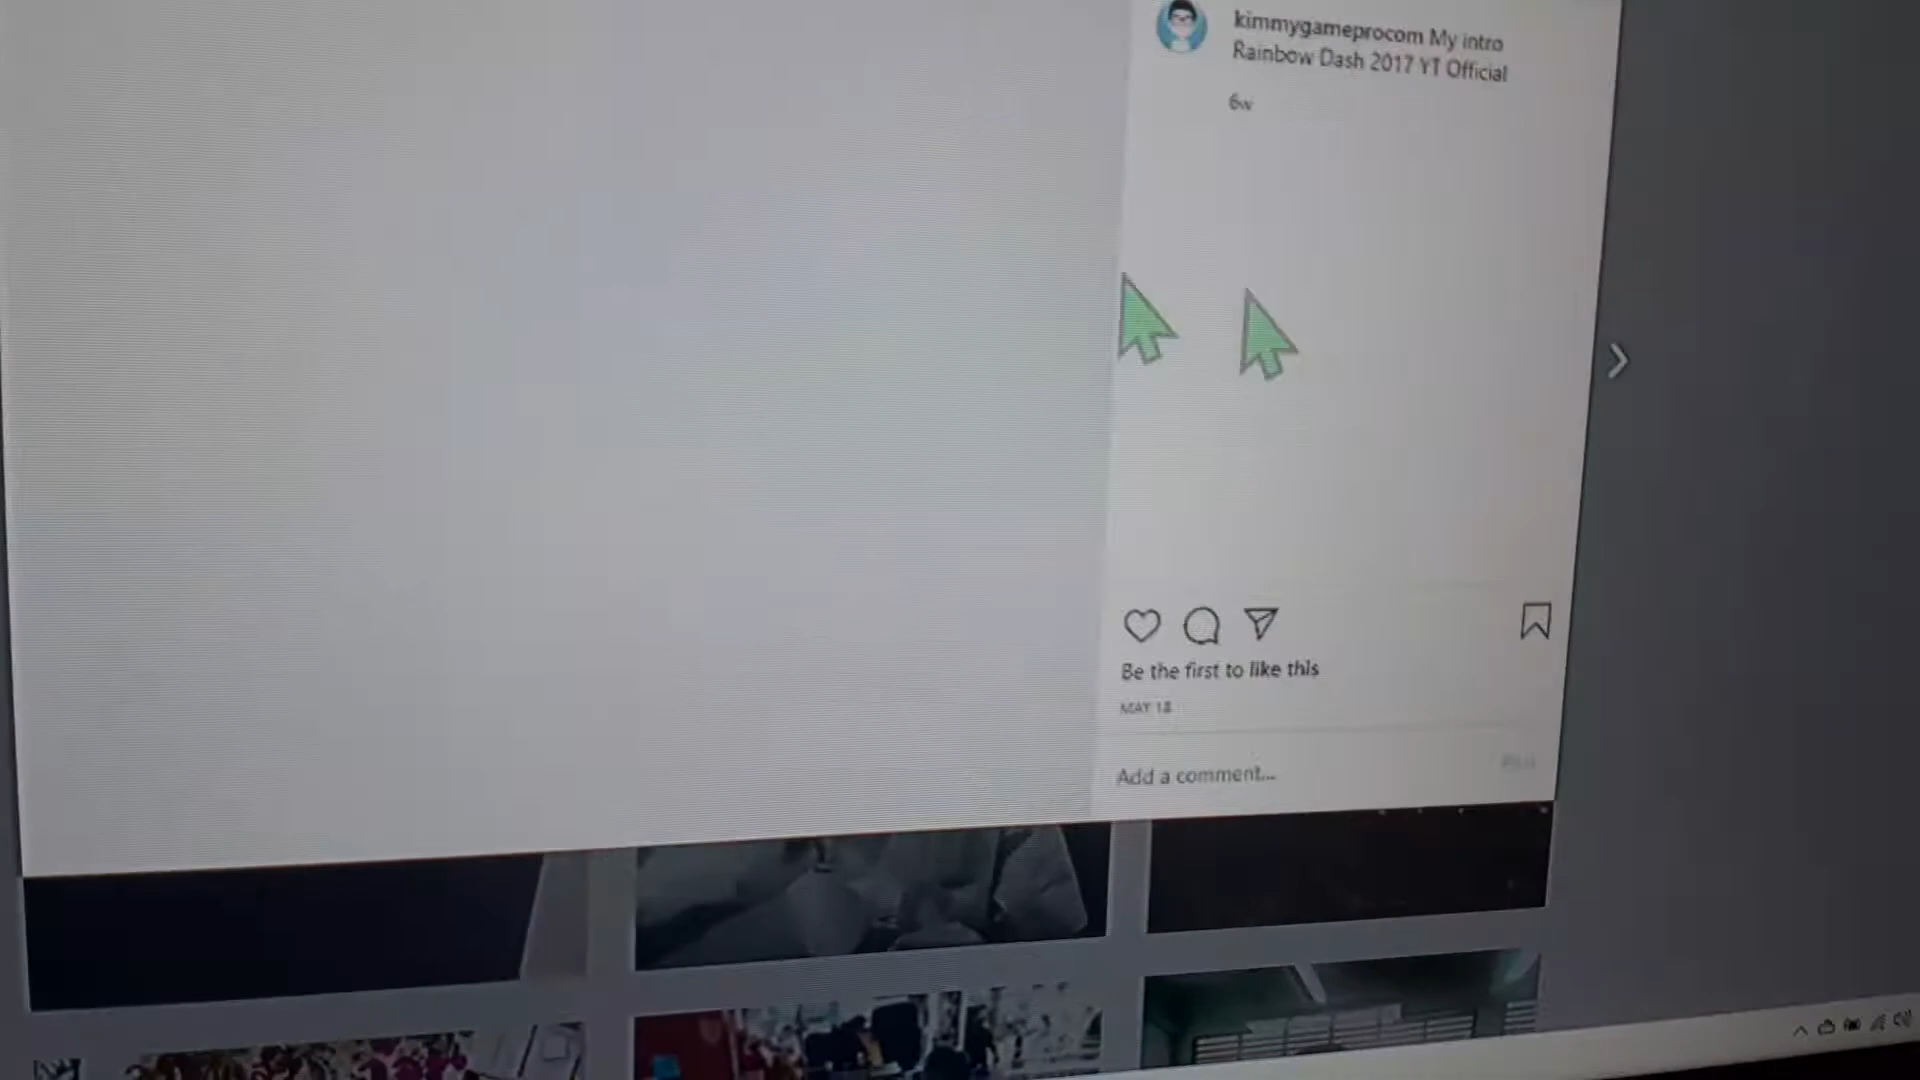 kimmygameprocom My intro
Rainbow Dash 2017 YT Official
6w
Be the first to like this
MAY 18
Add a comment...